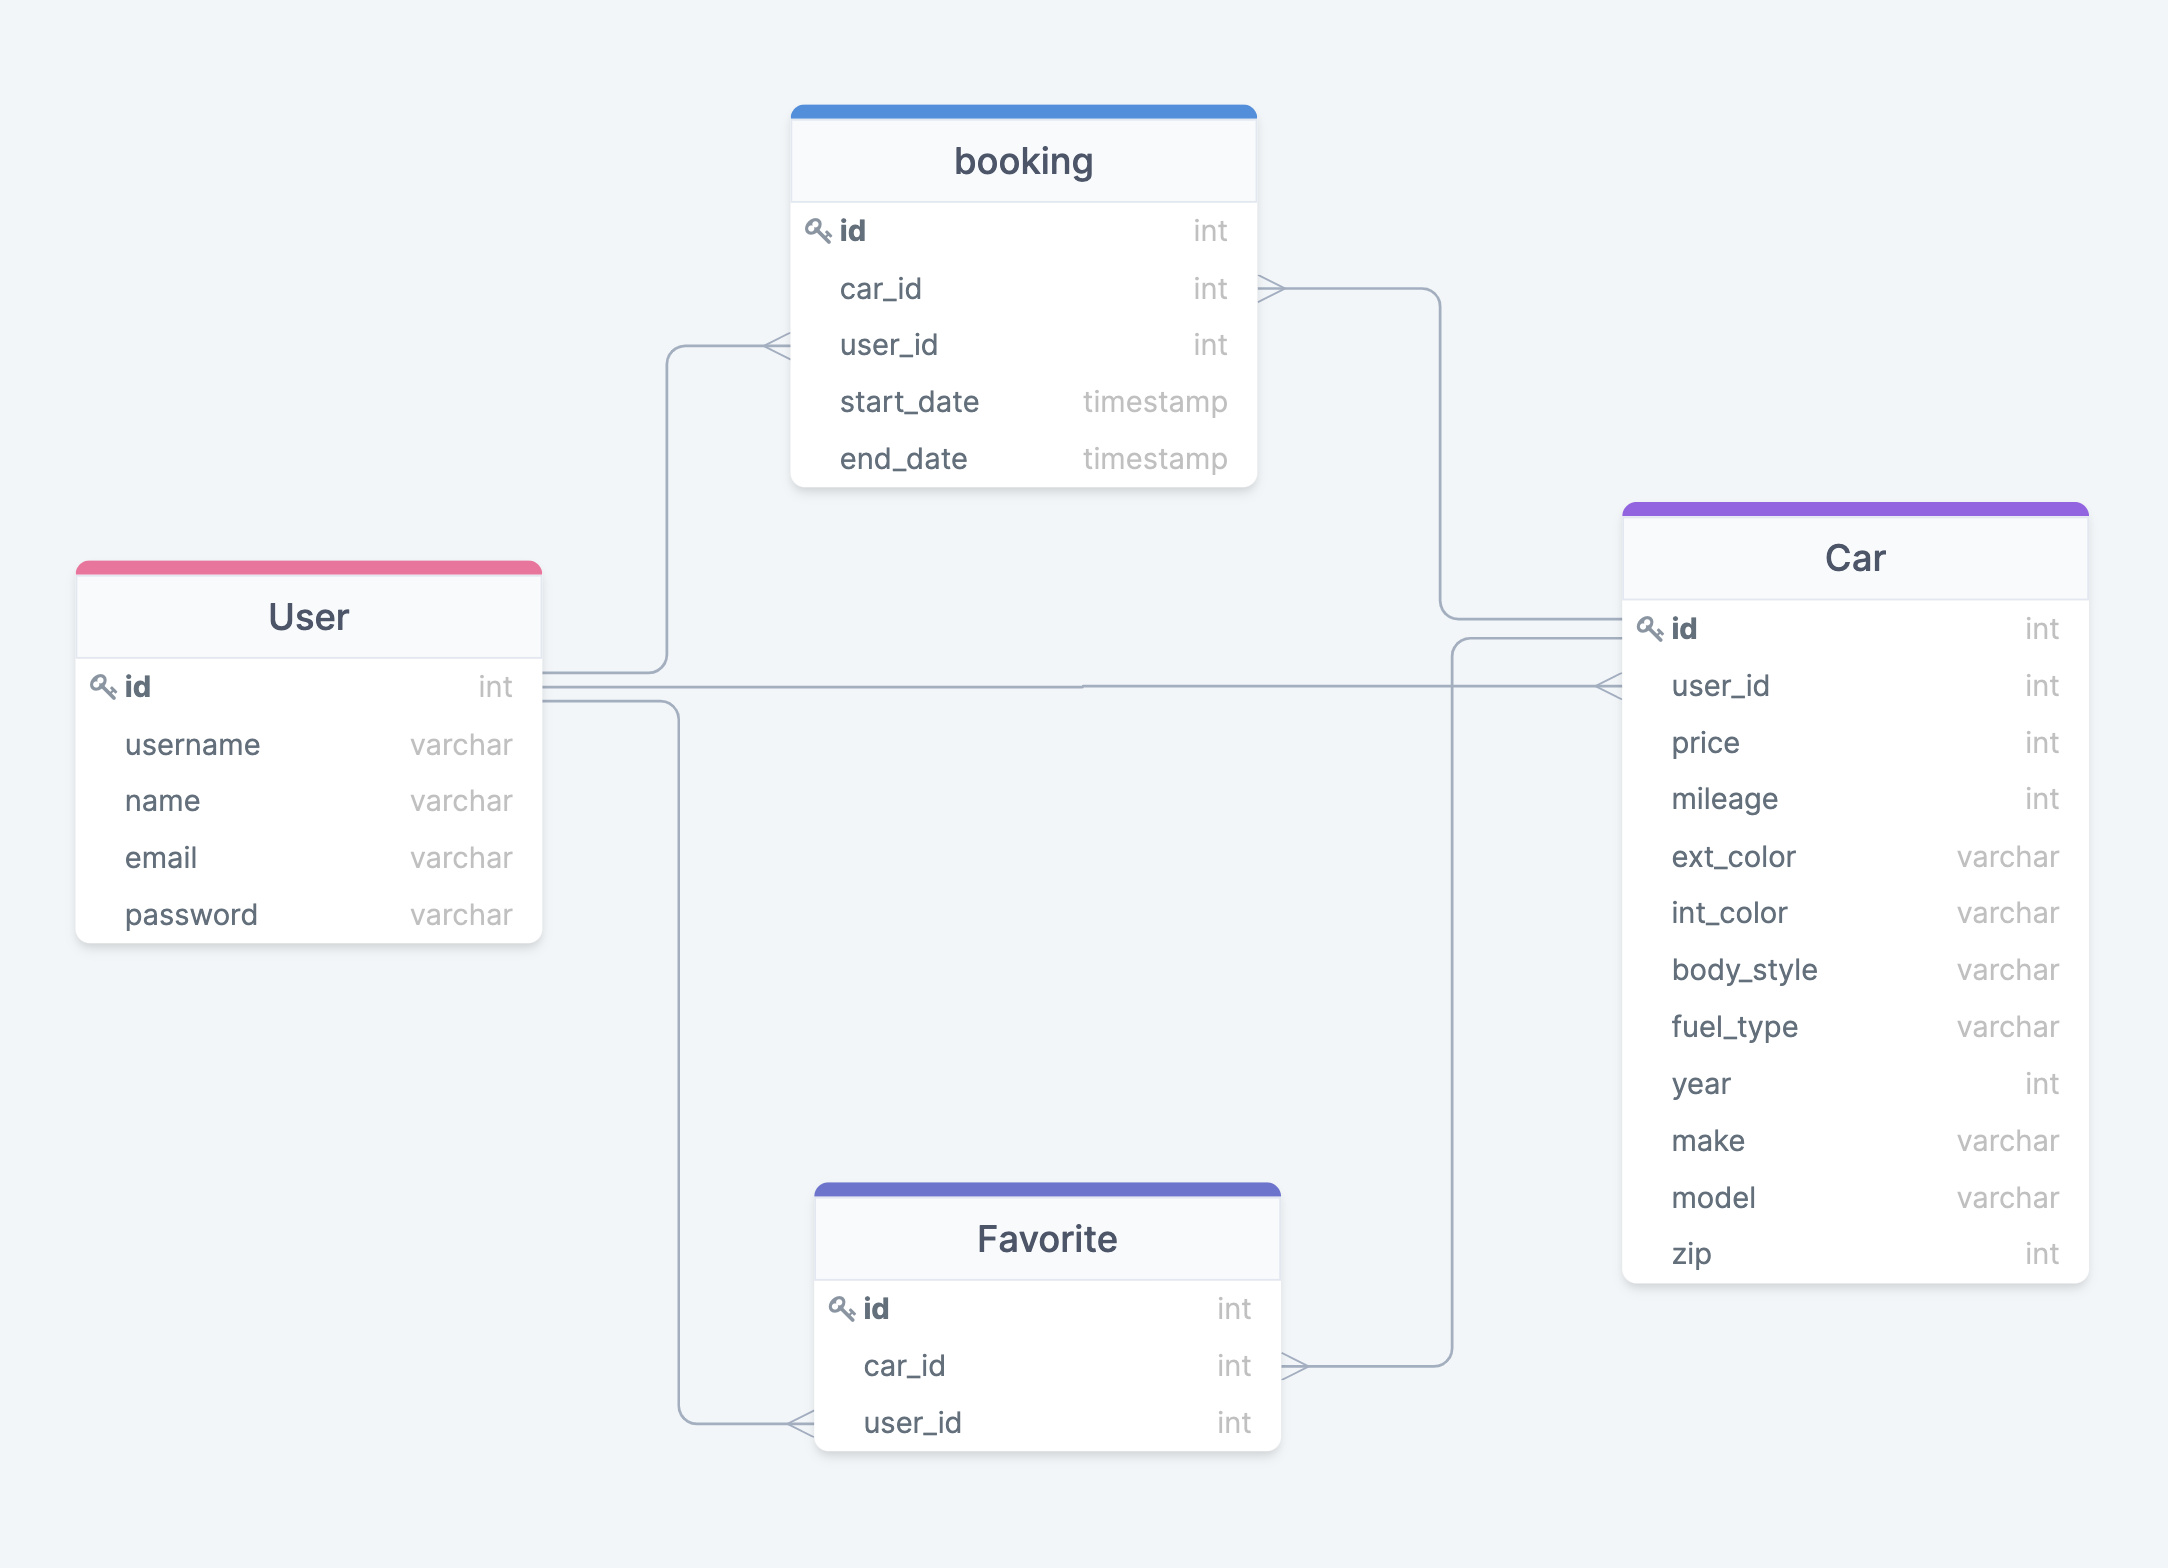 booking
id int
car_id int
user_id int
start_date timestamp
end_date timestamp
User
id int
username varchar
name varchar
email varchar
password varchar
Car
id int
user_id int
price int
mileage int
ext_color varchar
int_color varchar
body_style varchar
fuel_type varchar
year int
make varchar
model varchar
zip int
Favorite
id int
car_id int
user_id int